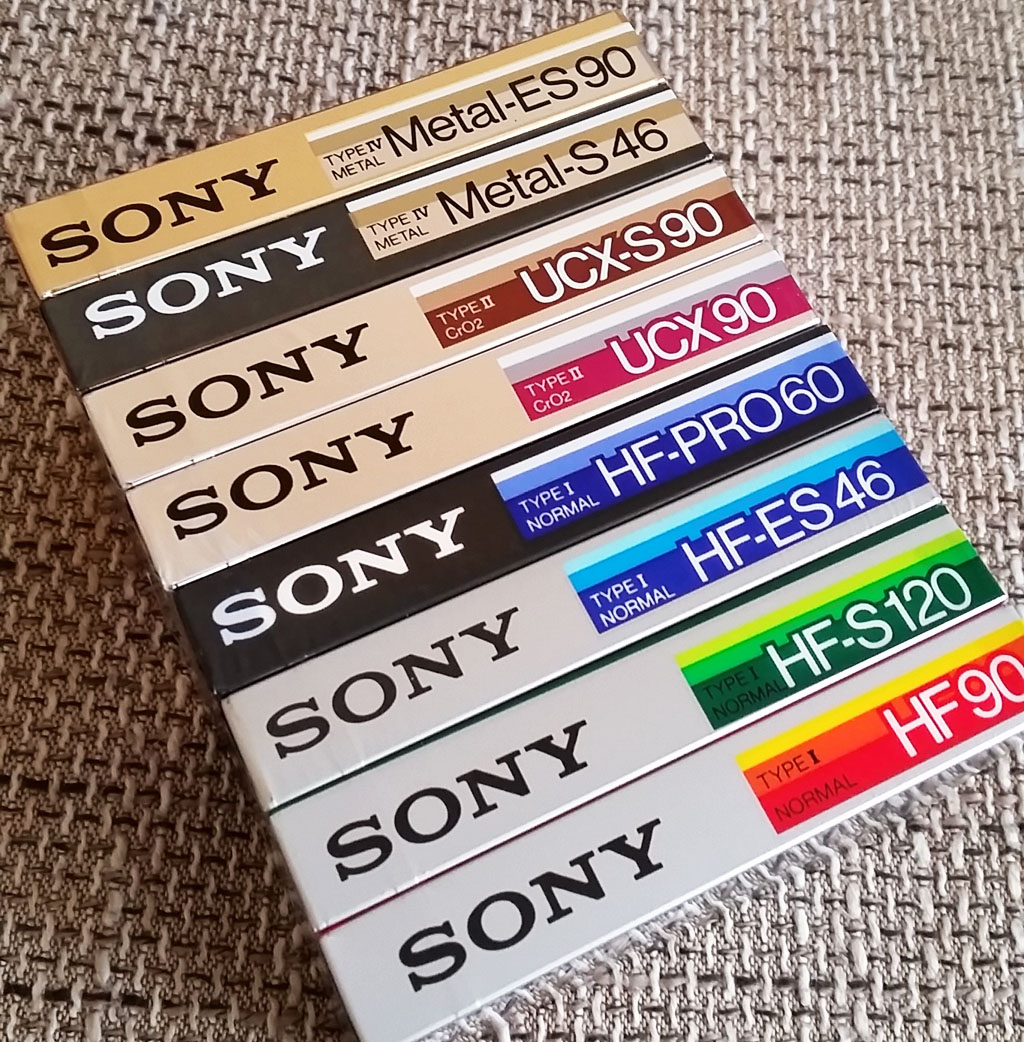 SONY TYPE IV METAL Metal-ES 90
SONY TYPE IV METAL Metal-S 46
SONY TYPE II CrO2 UCX-S 90
SONY TYPE II CrO2 UCX 90
SONY TYPE I NORMAL HF-PRO 60
SONY TYPE I NORMAL HF-ES 46
SONY TYPE I NORMAL HF-S 120
SONY TYPE I NORMAL HF 90